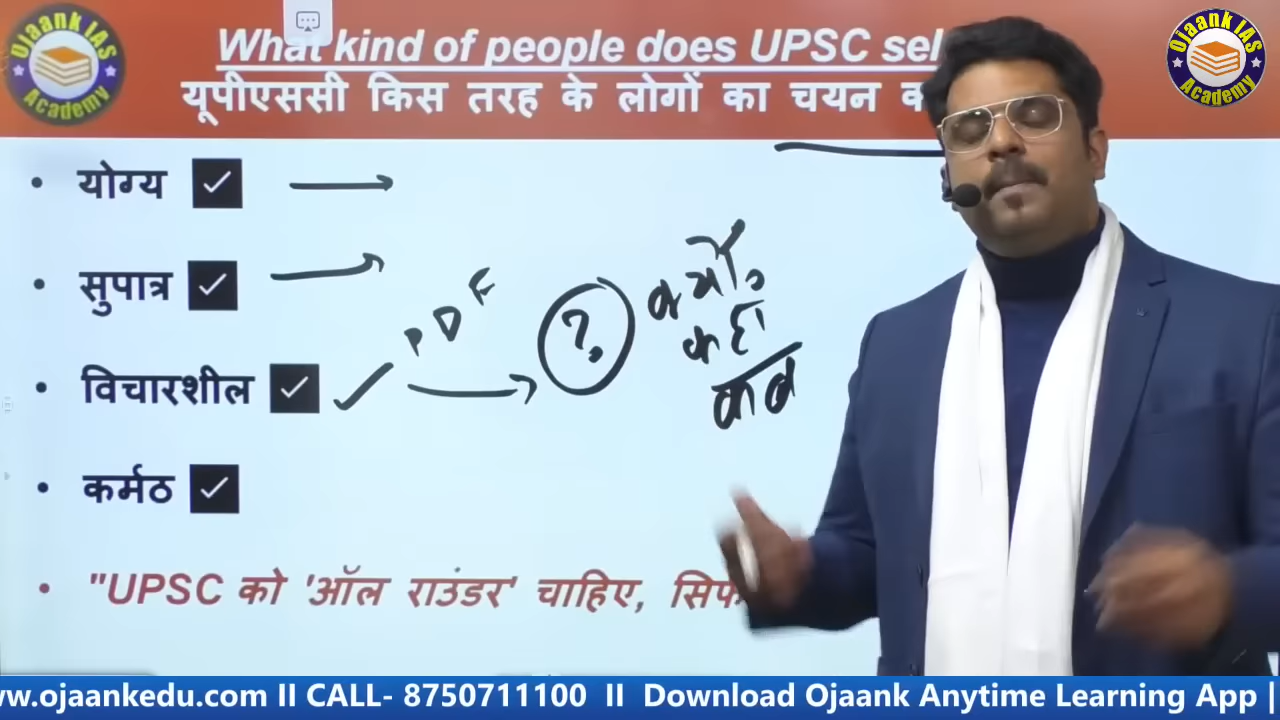 Ojaank IAS Academy
What kind of people does UPSC sel
Ojaank IAS Academy
यूपीएससी किस तरह के लोगों का चयन क
• योग्य
• सुपात्र
PDF
?
क्यों
कहा
कब
• विचारशील
• कर्मठ
• "UPSC को 'ऑल राउंडर' चाहिए, सिर्फ
ww.ojaankedu.com II CALL- 8750711100 II Download Ojaank Anytime Learning App |